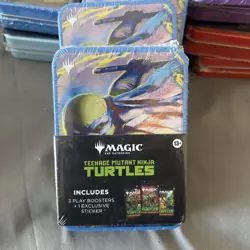 MAGIC
THE GATHERING
TEENAGE MUTANT NINJA
TURTLES
13+
INCLUDES
3 PLAY BOOSTERS
+ 1 EXCLUSIVE
STICKER